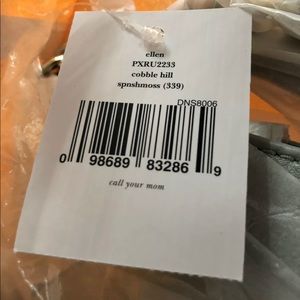 ellen
PXRU2233
cobble hill
spnshmoss (339)
DNS8006
0 98689 83286 9
call your mom